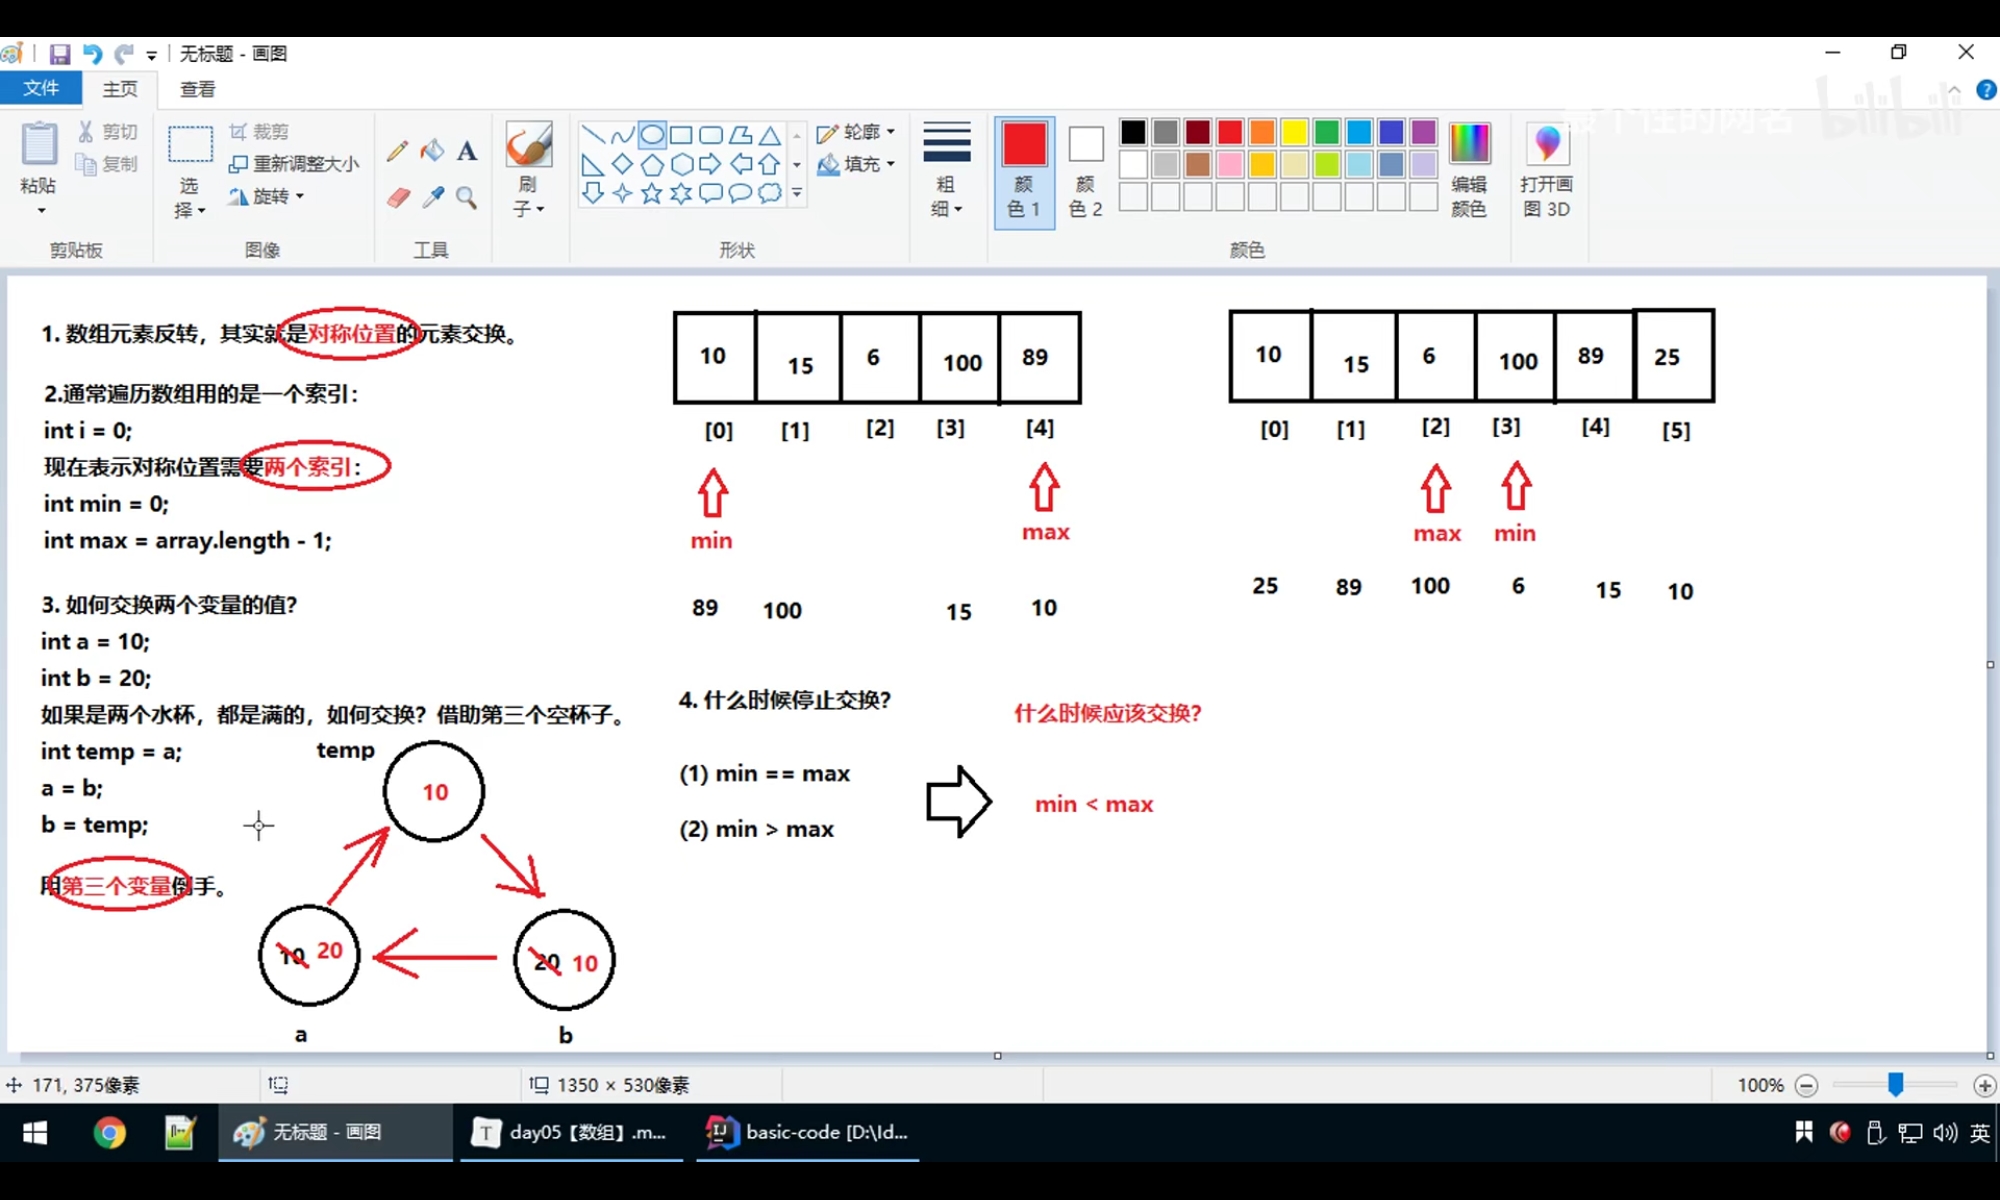 无标题 - 画图
文件 主页 查看
粘贴
剪切
复制
剪贴板
选择
裁剪
重新调整大小
旋转
图像
A
工具
刷子
轮廓
填充
形状
粗细
颜色 1
颜色 2
编辑颜色
颜色
打开画图 3D
最个性的网名 bilibili
1. 数组元素反转，其实就是对称位置的元素交换。
2.通常遍历数组用的是一个索引：
int i = 0;
现在表示对称位置需要两个索引：
int min = 0;
int max = array.length - 1;
3. 如何交换两个变量的值？
int a = 10;
int b = 20;
如果是两个水杯，都是满的，如何交换？借助第三个空杯子。
int temp = a;
a = b;
b = temp;
用第三个变量倒手。
temp
10
10 20
20 10
a b
10 15 6 100 89
[0] [1] [2] [3] [4]
min max
89 100 15 10
10 15 6 100 89 25
[0] [1] [2] [3] [4] [5]
max min
25 89 100 6 15 10
4. 什么时候停止交换？
(1) min == max
(2) min > max
什么时候应该交换？
min < max
171, 375像素
1350 × 530像素
100%
无标题 - 画图
T day05【数组】.m...
IJ basic-code [D:\Id...
英